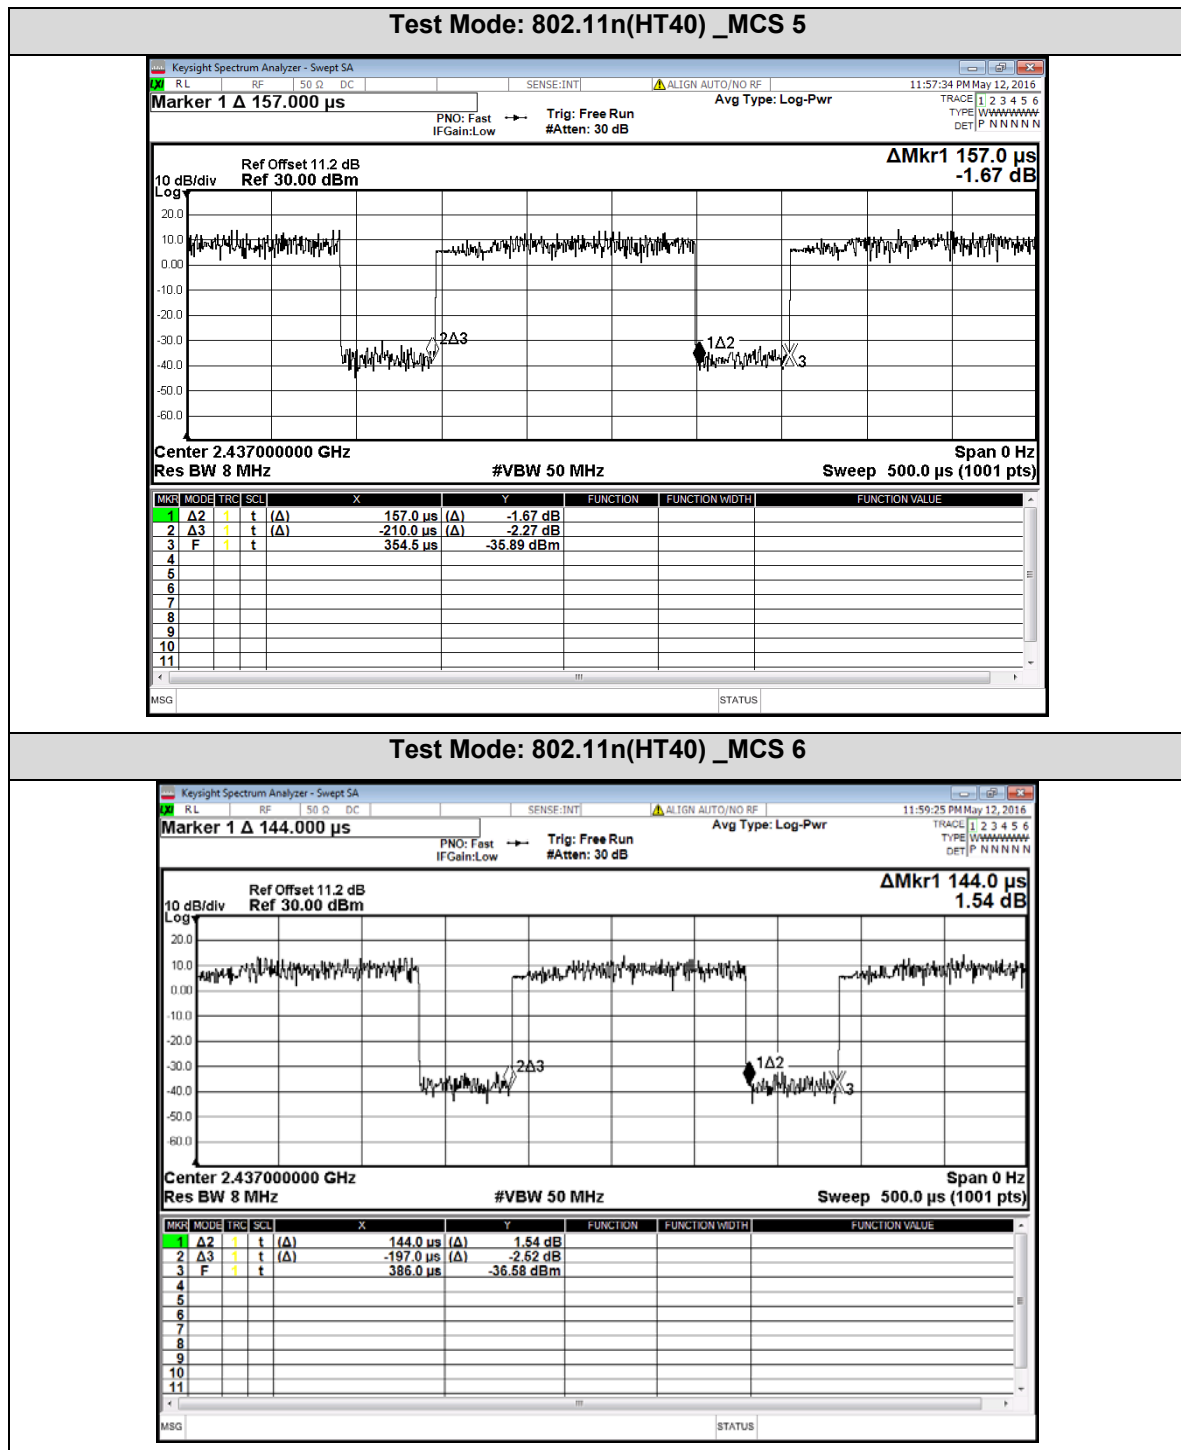 Test Mode: 802.11n(HT40) _MCS 5
Keysight Spectrum Analyzer - Swept SA
LXI RL RF 50 Ω DC SENSE:INT ALIGN AUTO/NO RF 11:57:34 PM May 12, 2016
Marker 1 Δ 157.000 µs Avg Type: Log-Pwr TRACE 1 2 3 4 5 6
PNO: Fast Trig: Free Run TYPE WWWWWW
IFGain:Low #Atten: 30 dB DET P N N N N N
ΔMkr1 157.0 µs
Ref Offset 11.2 dB
10 dB/div Ref 30.00 dBm -1.67 dB
Log
20.0
10.0
0.00
-10.0
-20.0
-30.0
2Δ3 1Δ2
-40.0
3
-50.0
-60.0
Center 2.437000000 GHz Span 0 Hz
Res BW 8 MHz #VBW 50 MHz Sweep 500.0 µs (1001 pts)
MKR MODE TRC SCL X Y FUNCTION FUNCTION WIDTH FUNCTION VALUE
1 Δ2 1 t (Δ) 157.0 µs (Δ) -1.67 dB
2 Δ3 1 t (Δ) -210.0 µs (Δ) -2.27 dB
3 F 1 t 354.5 µs -35.89 dBm
4
5
6
7
8
9
10
11
MSG STATUS
Test Mode: 802.11n(HT40) _MCS 6
Keysight Spectrum Analyzer - Swept SA
LXI RL RF 50 Ω DC SENSE:INT ALIGN AUTO/NO RF 11:59:25 PM May 12, 2016
Marker 1 Δ 144.000 µs Avg Type: Log-Pwr TRACE 1 2 3 4 5 6
PNO: Fast Trig: Free Run TYPE WWWWWW
IFGain:Low #Atten: 30 dB DET P N N N N N
ΔMkr1 144.0 µs
Ref Offset 11.2 dB
10 dB/div Ref 30.00 dBm 1.54 dB
Log
20.0
10.0
0.00
-10.0
-20.0
-30.0
2Δ3 1Δ2
-40.0
3
-50.0
-60.0
Center 2.437000000 GHz Span 0 Hz
Res BW 8 MHz #VBW 50 MHz Sweep 500.0 µs (1001 pts)
MKR MODE TRC SCL X Y FUNCTION FUNCTION WIDTH FUNCTION VALUE
1 Δ2 1 t (Δ) 144.0 µs (Δ) 1.54 dB
2 Δ3 1 t (Δ) -197.0 µs (Δ) -2.52 dB
3 F 1 t 386.0 µs -36.58 dBm
4
5
6
7
8
9
10
11
MSG STATUS